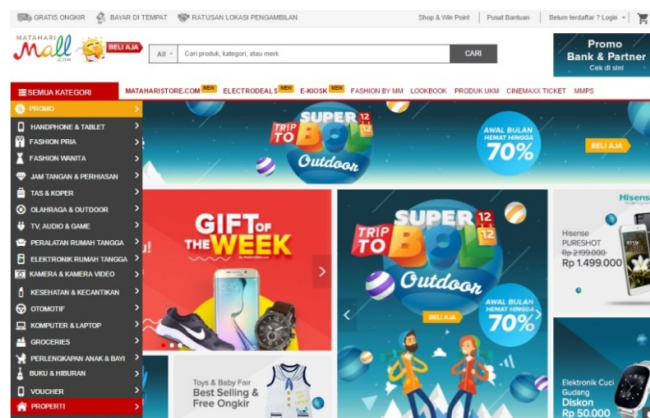 GRATIS ONGKIR
BAYAR DI TEMPAT
RATUSAN LOKASI PENGAMBILAN
Shop & Win Point
Pusat Bantuan
Belum terdaftar ? Login
MATAHARI
Mall
.COM
BELI AJA
All
Cari produk, kategori, atau merk
CARI
Promo
Bank & Partner
Cek di sini
SEMUA KATEGORI
MATAHARISTORE.COM NEW
ELECTRODEALS NEW
E-KIOSK NEW
FASHION BY MM
LOOKBOOK
PRODUK UKM
CINEMAXX TICKET
MMPS
PROMO
HANDPHONE & TABLET
FASHION PRIA
FASHION WANITA
JAM TANGAN & PERHIASAN
TAS & KOPER
OLAHRAGA & OUTDOOR
TV, AUDIO & GAME
PERALATAN RUMAH TANGGA
ELEKTRONIK RUMAH TANGGA
KAMERA & KAMERA VIDEO
KESEHATAN & KECANTIKAN
OTOMOTIF
KOMPUTER & LAPTOP
GROCERIES
PERLENGKAPAN ANAK & BAYI
BUKU & HIBURAN
VOUCHER
PROPERTI
SUPER 12 12
TRIP TO
BOL
Outdoor
AWAL BULAN
HEMAT HINGGA
70%
BELI AJA
GIFT OF
THE WEEK
SUPER 12 12
TRIP TO
BOL
Outdoor
BELI AJA
AWAL BULAN
HEMAT HINGGA
70%
Hisens
Hisense
PURESHOT
Rp 2.199.000
Rp 1.499.000
Toys & Baby Fair
Best Selling &
Free Ongkir
Elektronik Cuci
Gudang
Diskon
Rp 50.000